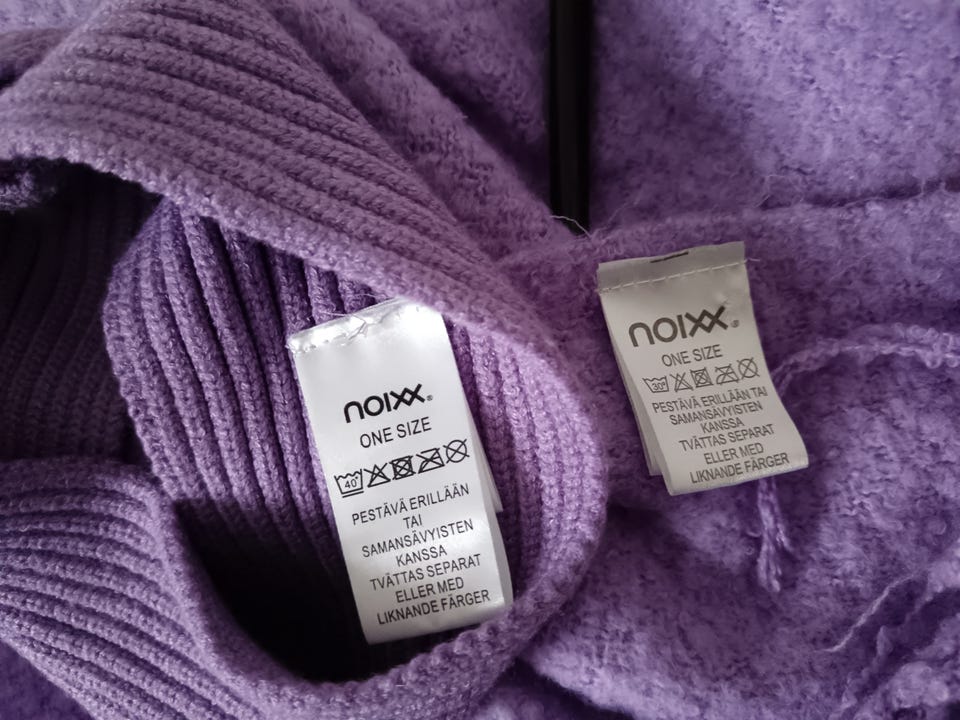 NOIXX®
ONE SIZE
40°
PESTÄVÄ ERILLÄÄN
TAI
SAMANSÄVYISTEN
KANSSA
TVÄTTAS SEPARAT
ELLER MED
LIKNANDE FÄRGER
NOIXX®
ONE SIZE
30°
PESTÄVÄ ERILLÄÄN TAI
SAMANSÄVYISTEN
KANSSA
TVÄTTAS SEPARAT
ELLER MED
LIKNANDE FÄRGER